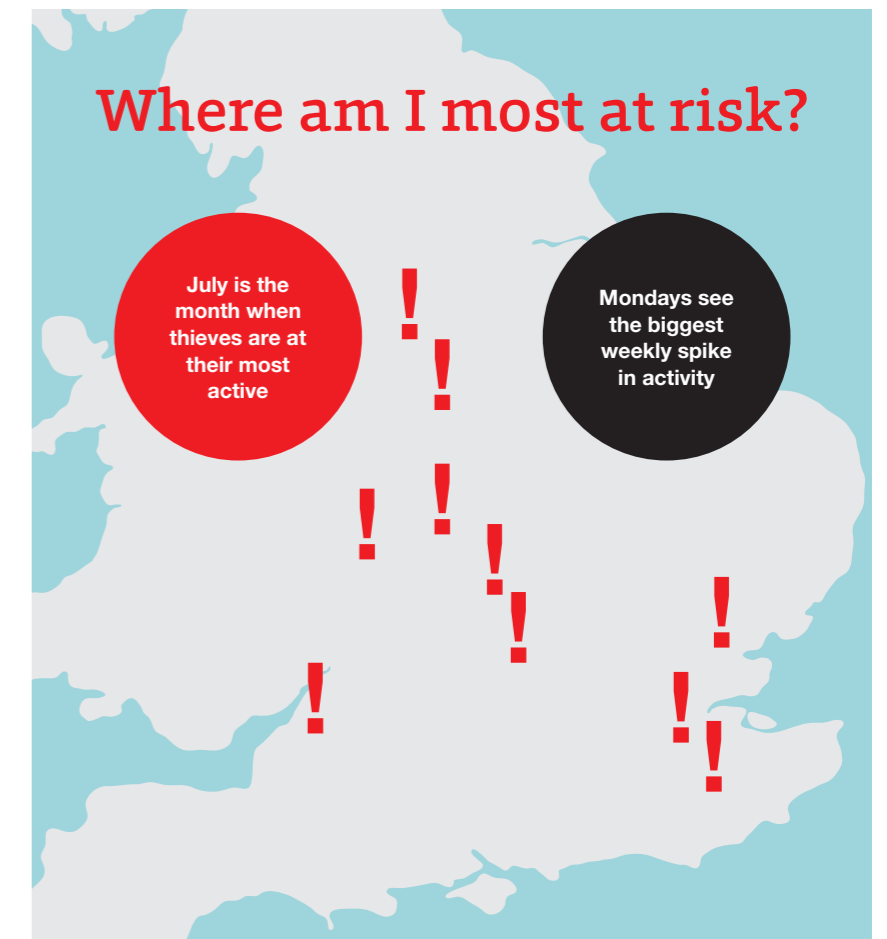 Where am I most at risk?
July is the
month when
thieves are at
their most
active
Mondays see
the biggest
weekly spike
in activity
!
!
!
!
!
!
!
!
!